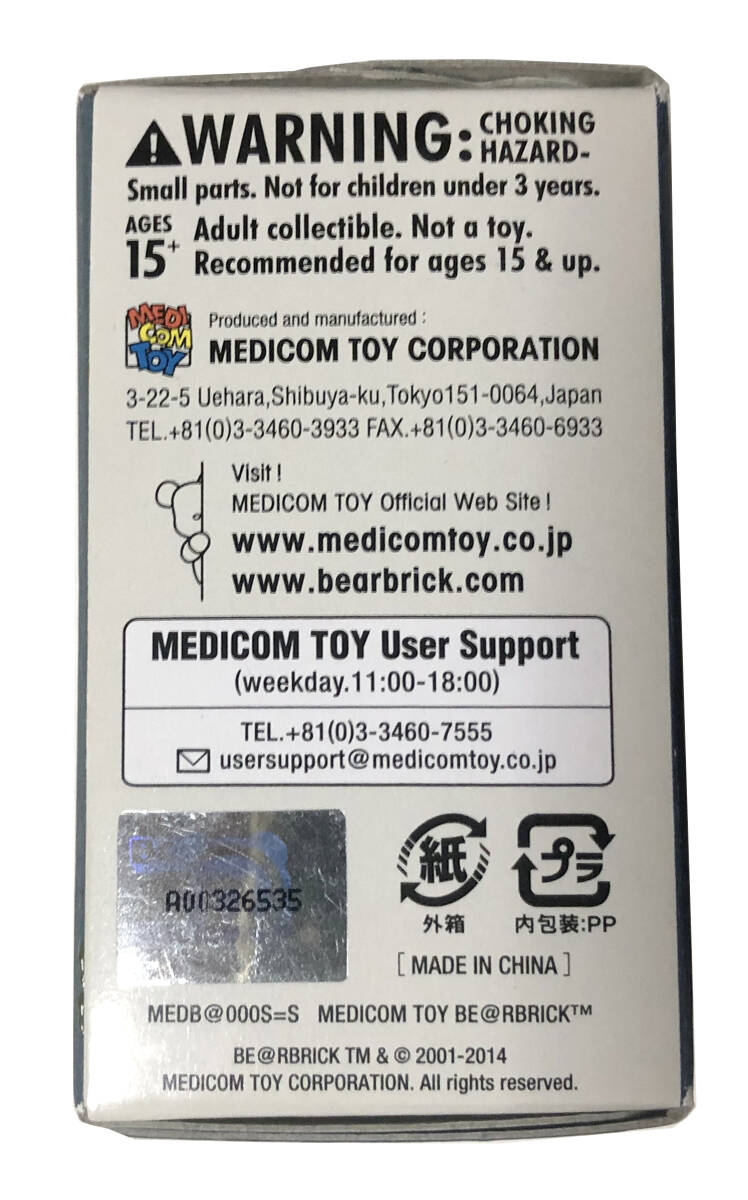 WARNING: CHOKING HAZARD-
Small parts. Not for children under 3 years.
AGES 15+
Adult collectible. Not a toy.
Recommended for ages 15 & up.
MEDI COM TOY
Produced and manufactured :
MEDICOM TOY CORPORATION
3-22-5 Uehara,Shibuya-ku,Tokyo151-0064,Japan
TEL.+81(0)3-3460-3933 FAX.+81(0)3-3460-6933
Visit !
MEDICOM TOY Official Web Site !
www.medicomtoy.co.jp
www.bearbrick.com
MEDICOM TOY User Support
(weekday.11:00-18:00)
TEL.+81(0)3-3460-7555
usersupport@medicomtoy.co.jp
A00326535
紙
外箱
プラ
内包装:PP
[ MADE IN CHINA ]
MEDB@000S=S MEDICOM TOY BE@RBRICK™
BE@RBRICK TM & © 2001-2014
MEDICOM TOY CORPORATION. All rights reserved.